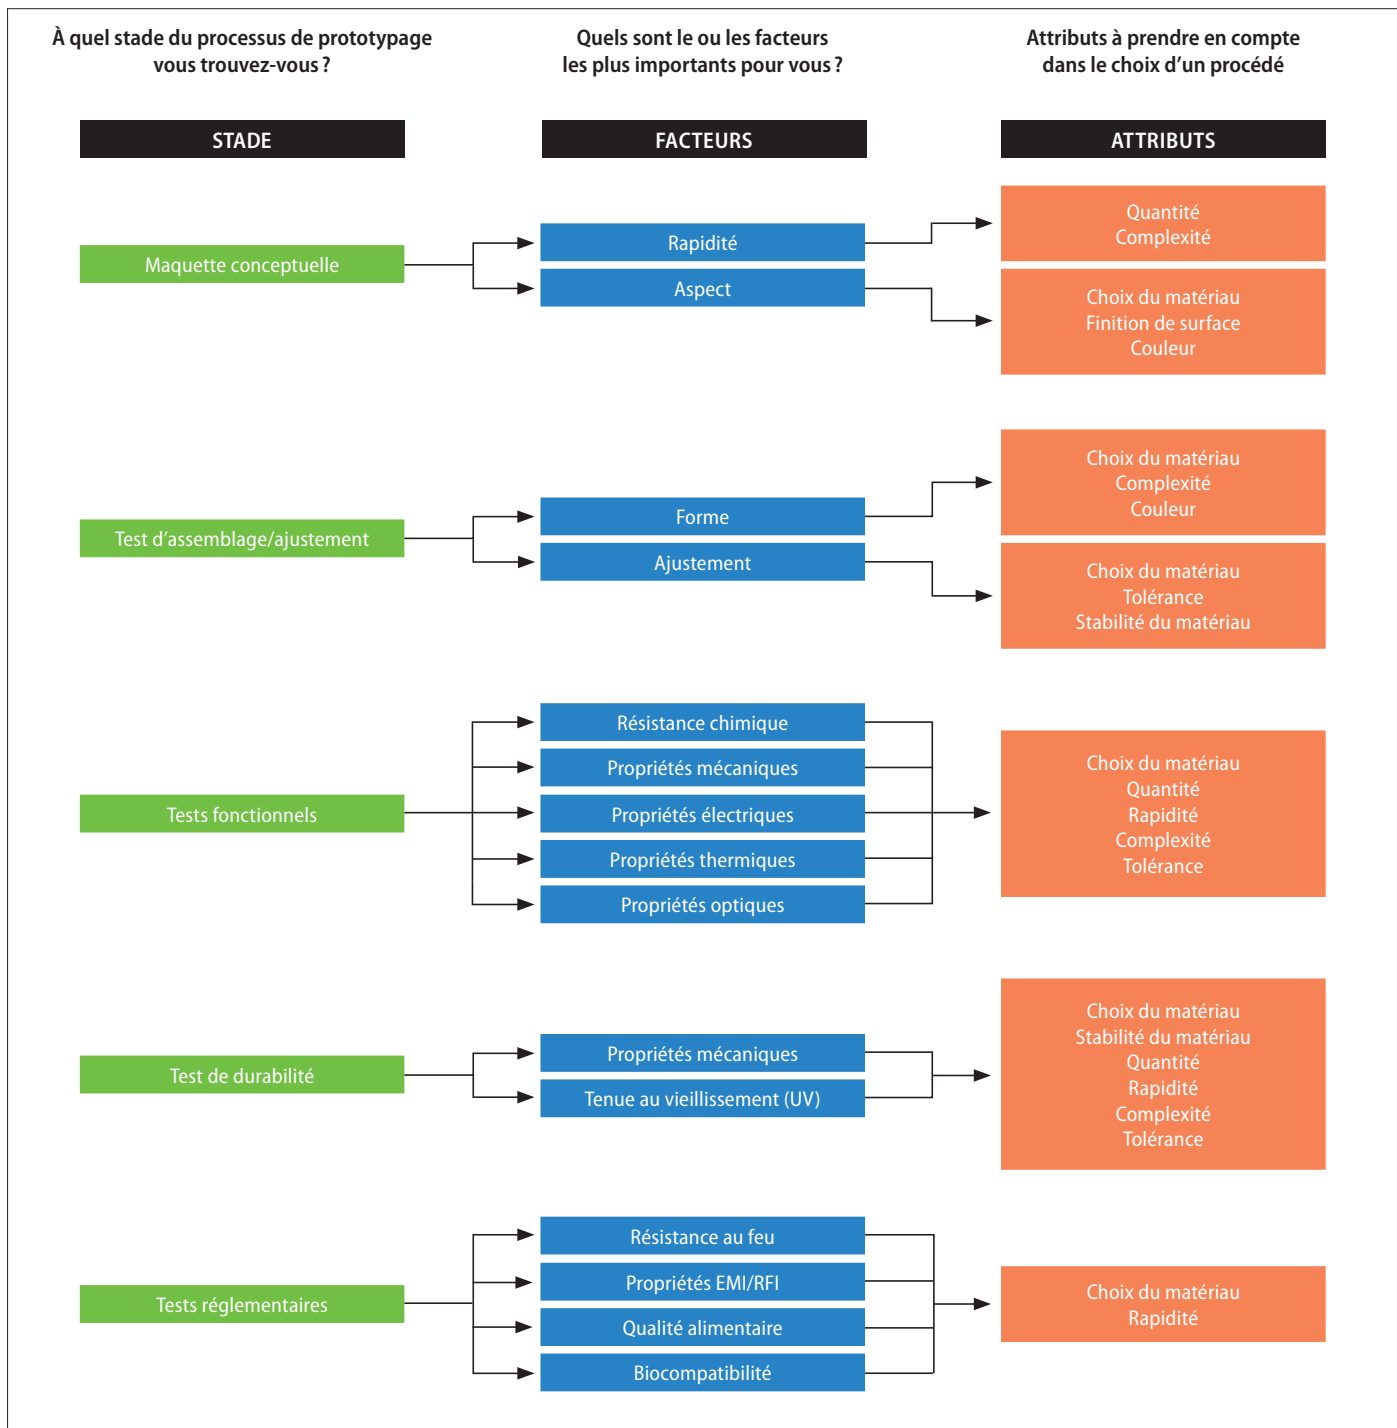 À quel stade du processus de prototypage
vous trouvez-vous ?
Quels sont le ou les facteurs
les plus importants pour vous ?
Attributs à prendre en compte
dans le choix d’un procédé
STADE
FACTEURS
ATTRIBUTS
Maquette conceptuelle
Rapidité
Aspect
Quantité
Complexité
Choix du matériau
Finition de surface
Couleur
Test d’assemblage/ajustement
Forme
Ajustement
Choix du matériau
Complexité
Couleur
Choix du matériau
Tolérance
Stabilité du matériau
Tests fonctionnels
Résistance chimique
Propriétés mécaniques
Propriétés électriques
Propriétés thermiques
Propriétés optiques
Choix du matériau
Quantité
Rapidité
Complexité
Tolérance
Test de durabilité
Propriétés mécaniques
Tenue au vieillissement (UV)
Choix du matériau
Stabilité du matériau
Quantité
Rapidité
Complexité
Tolérance
Tests réglementaires
Résistance au feu
Propriétés EMI/RFI
Qualité alimentaire
Biocompatibilité
Choix du matériau
Rapidité